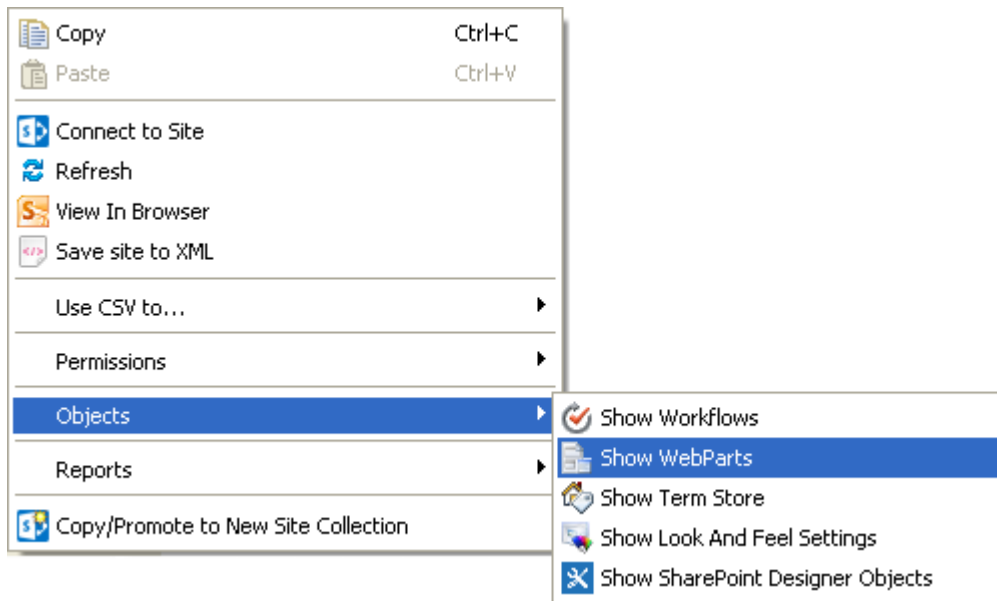 Copy Ctrl+C
Paste Ctrl+V
Connect to Site
Refresh
View In Browser
Save site to XML
Use CSV to...
Permissions
Objects
Reports
Copy/Promote to New Site Collection
Show Workflows
Show WebParts
Show Term Store
Show Look And Feel Settings
Show SharePoint Designer Objects